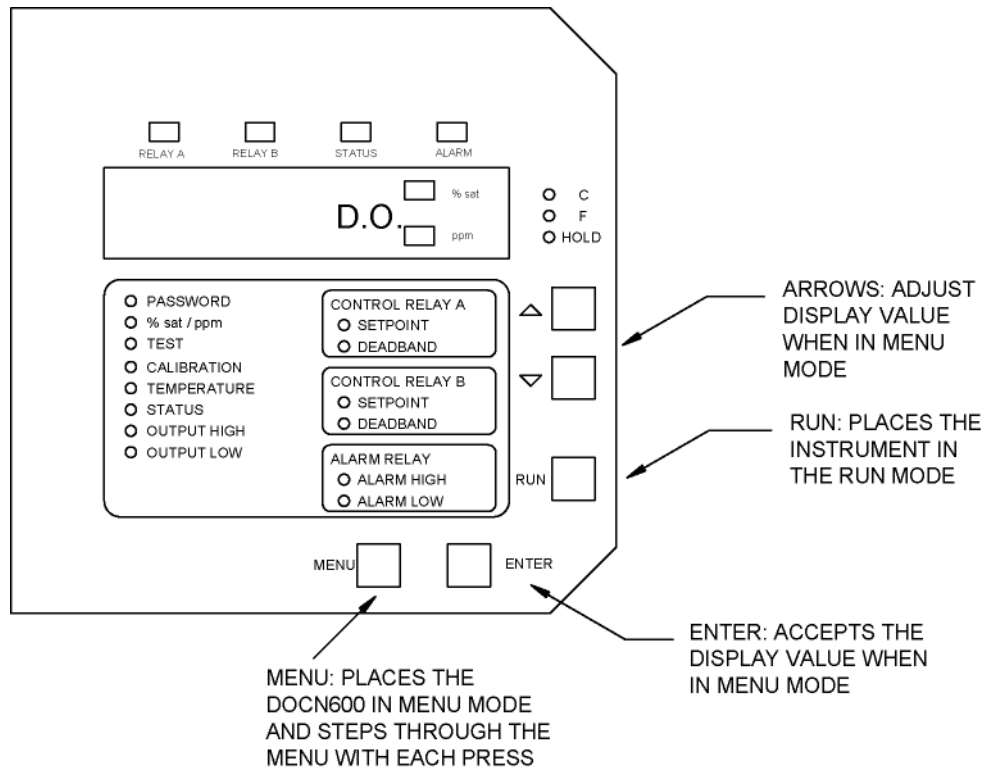 RELAY A
RELAY B
STATUS
ALARM
D.O.
% sat
ppm
C
F
HOLD
PASSWORD
% sat / ppm
TEST
CALIBRATION
TEMPERATURE
STATUS
OUTPUT HIGH
OUTPUT LOW
CONTROL RELAY A
SETPOINT
DEADBAND
CONTROL RELAY B
SETPOINT
DEADBAND
ALARM RELAY
ALARM HIGH
ALARM LOW
RUN
MENU
ENTER
ARROWS: ADJUST
DISPLAY VALUE
WHEN IN MENU
MODE
RUN: PLACES THE
INSTRUMENT IN
THE RUN MODE
ENTER: ACCEPTS THE
DISPLAY VALUE WHEN
IN MENU MODE
MENU: PLACES THE
DOCN600 IN MENU MODE
AND STEPS THROUGH THE
MENU WITH EACH PRESS